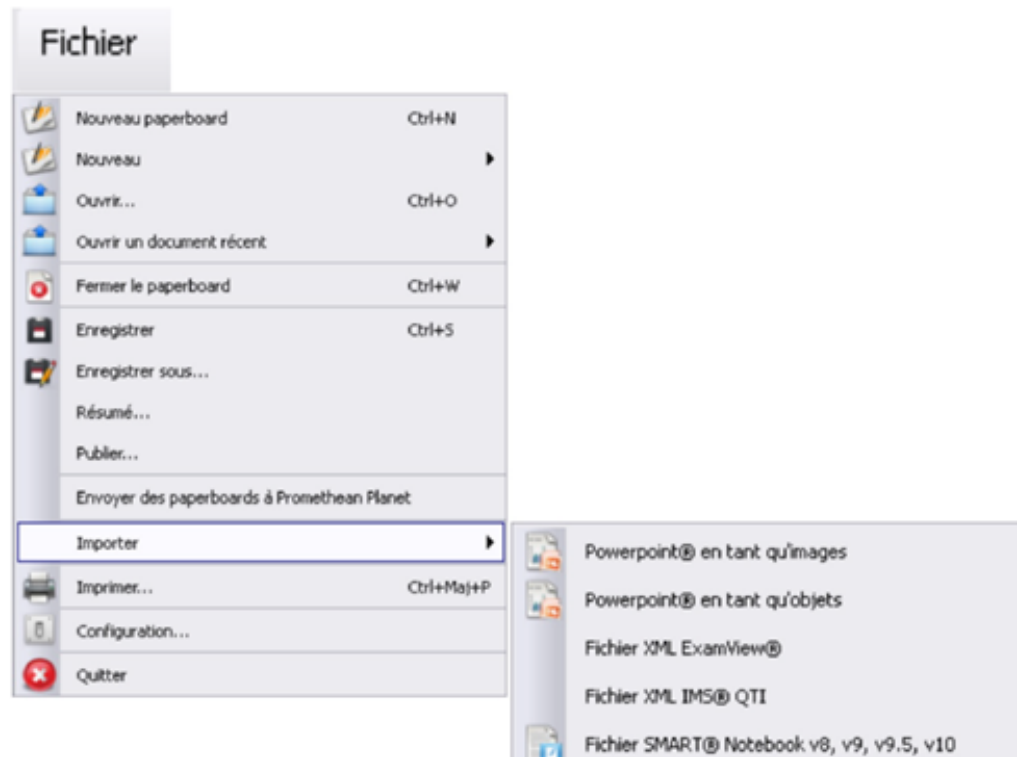 Fichier
Nouveau paperboard Ctrl+N
Nouveau
Ouvrir... Ctrl+O
Ouvrir un document récent
Fermer le paperboard Ctrl+W
Enregistrer Ctrl+S
Enregistrer sous...
Résumé...
Publier...
Envoyer des paperboards à Promethean Planet
Importer
Imprimer... Ctrl+Maj+P
Configuration...
Quitter
Powerpoint® en tant qu'images
Powerpoint® en tant qu'objets
Fichier XML ExamView®
Fichier XML IMS® QTI
Fichier SMART® Notebook v8, v9, v9.5, v10